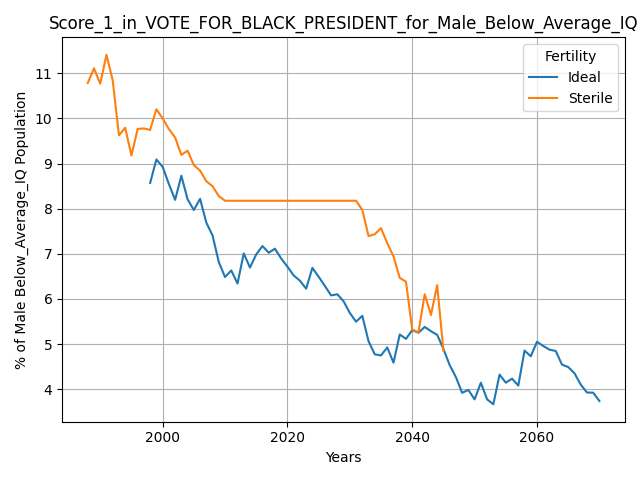 Score_1_in_VOTE_FOR_BLACK_PRESIDENT_for_Male_Below_Average_IQ
% of Male Below_Average_IQ Population
11
10
9
8
7
6
5
4
Fertility
Ideal
Sterile
2000
2020
2040
2060
Years